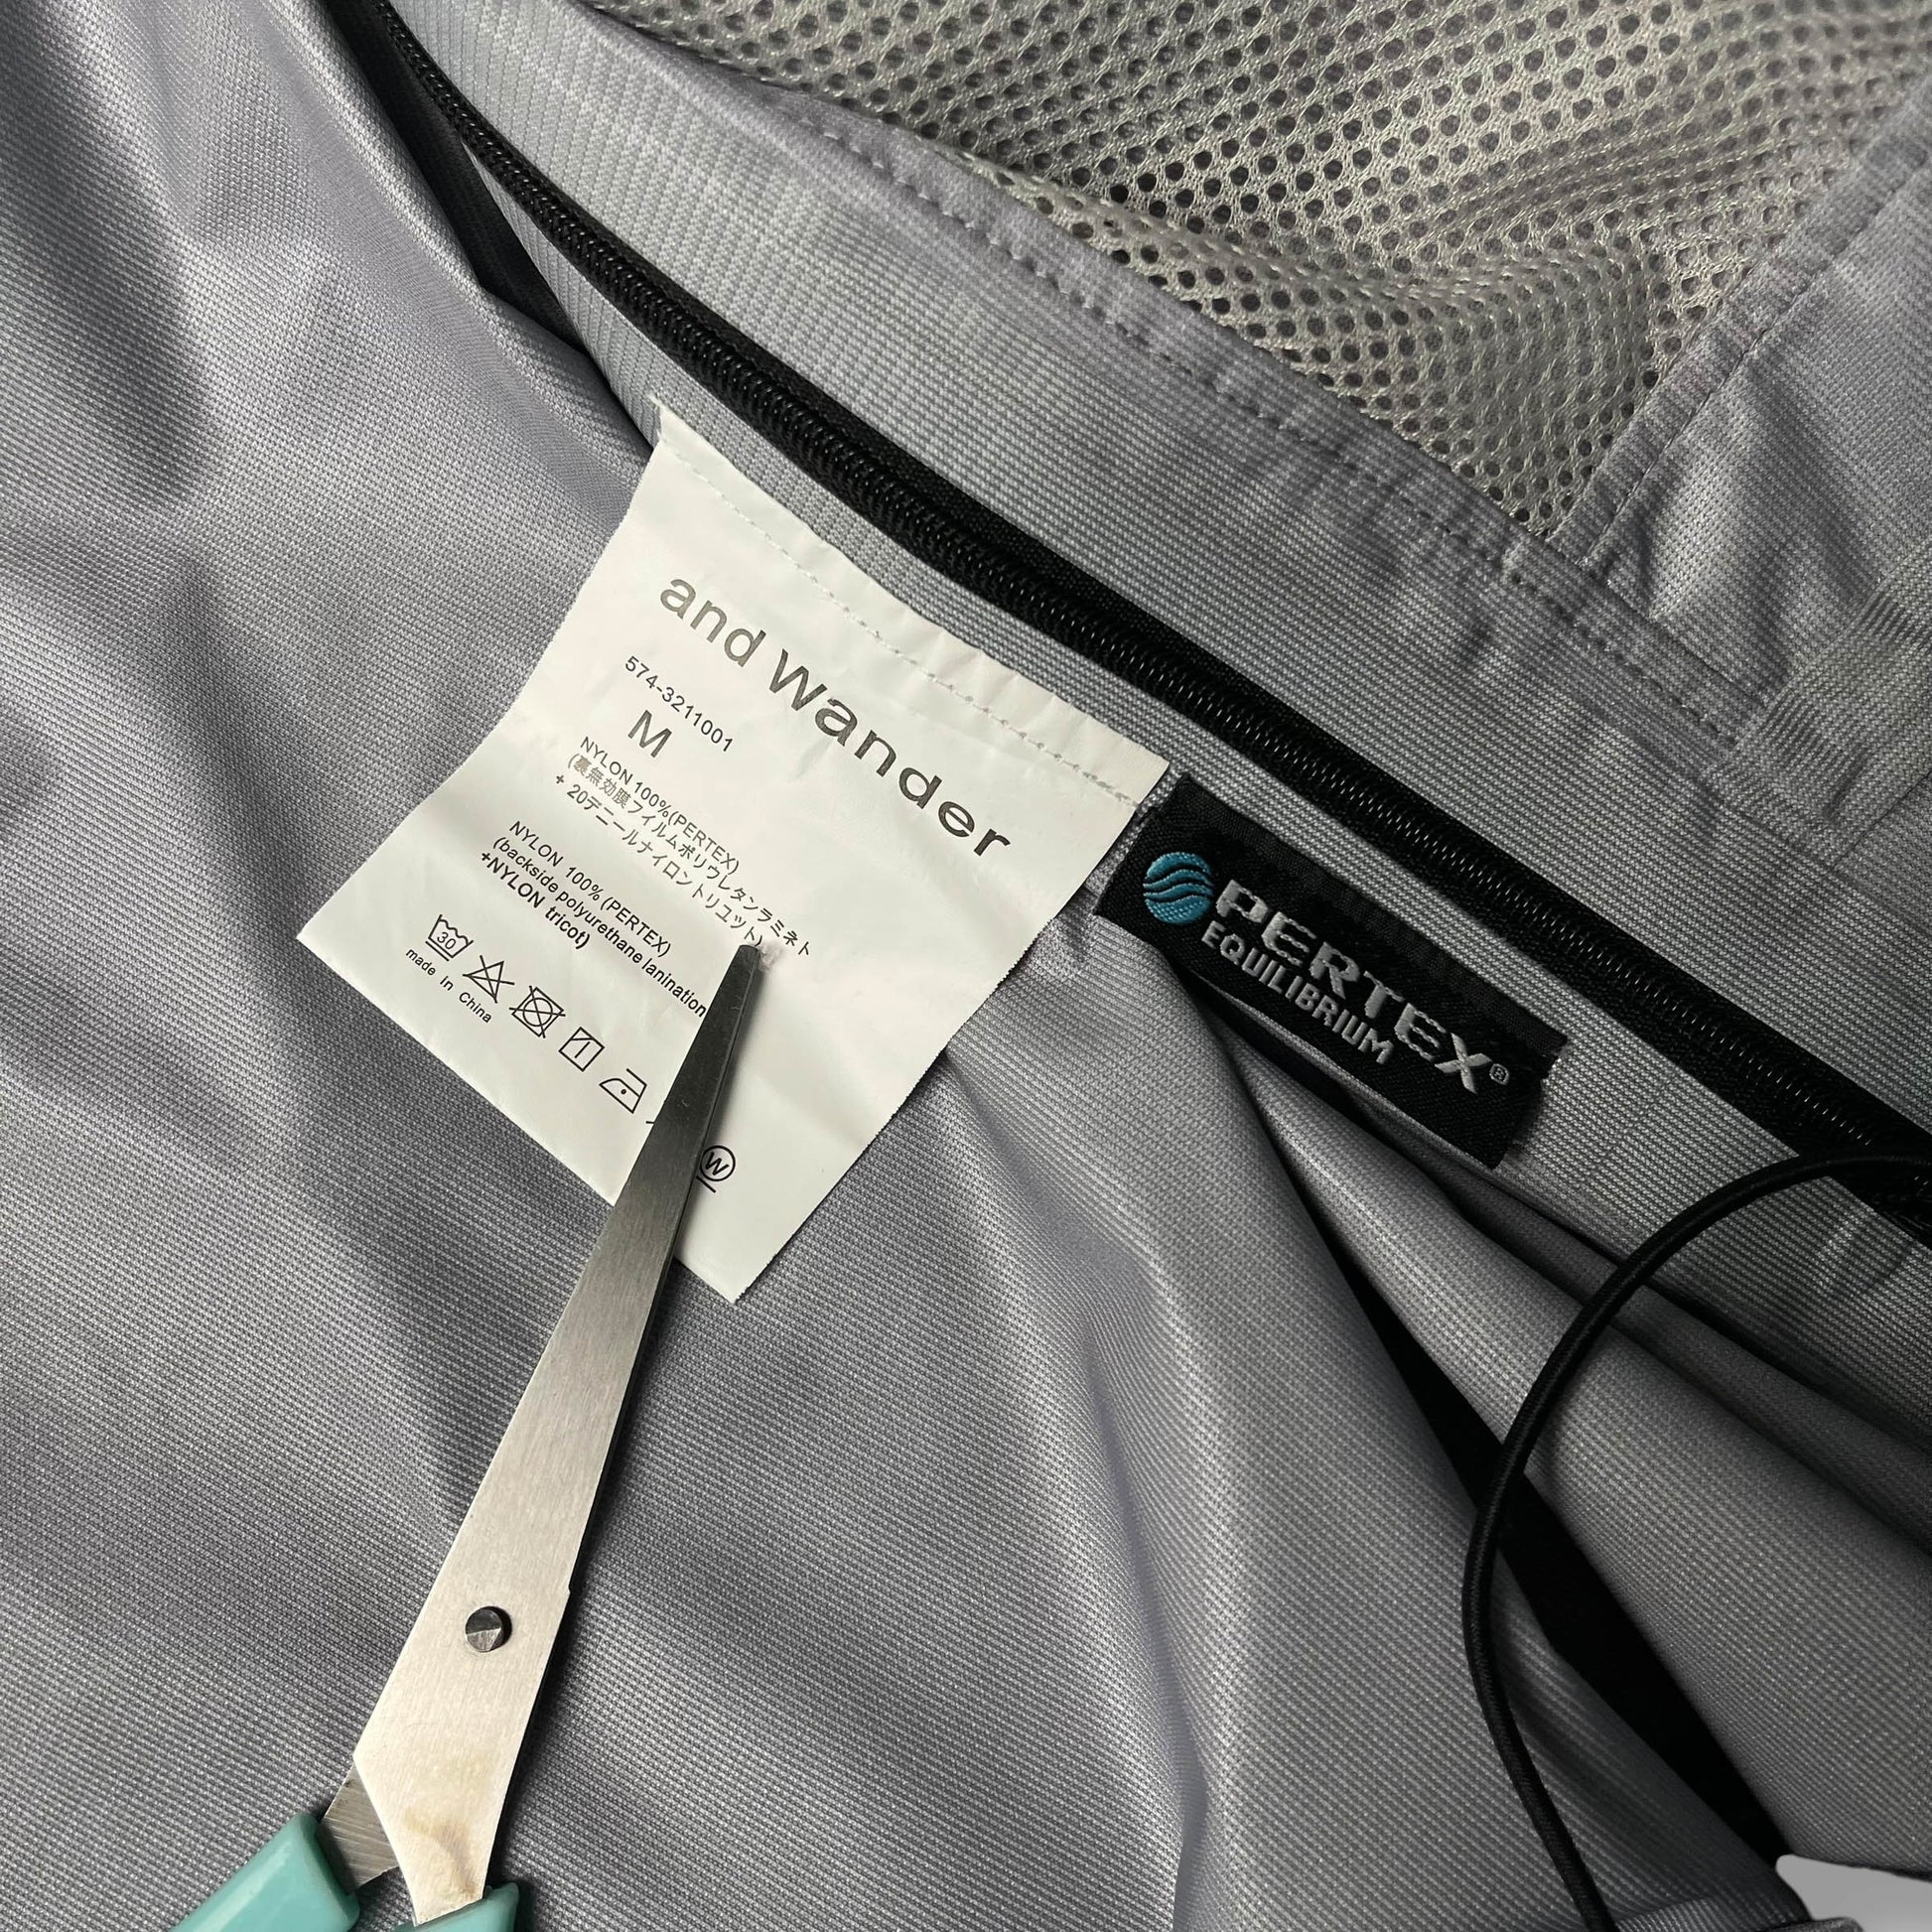 and wander
574-3211001
M
NYLON 100%(PERTEX)
(裏無効膜フイルムポリウレタンラミネト
+ 20デニールナイロントリコット)
NYLON 100% (PERTEX)
(backside polyurethane lanination
+NYLON tricot)
30
made in China
W
PERTEX®
EQUILIBRIUM